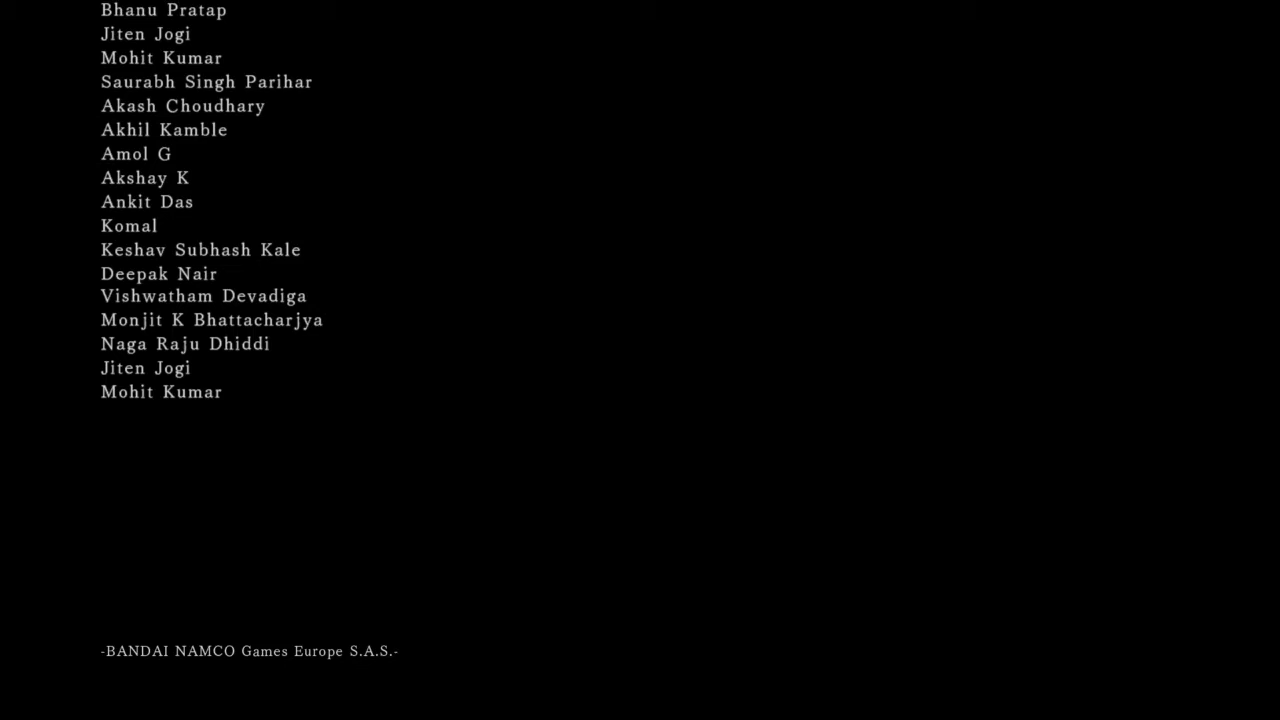 Bhanu Pratap
Jiten Jogi
Mohit Kumar
Saurabh Singh Parihar
Akash Choudhary
Akhil Kamble
Amol G
Akshay K
Ankit Das
Komal
Keshav Subhash Kale
Deepak Nair
Vishwatham Devadiga
Monjit K Bhattacharjya
Naga Raju Dhiddi
Jiten Jogi
Mohit Kumar
-BANDAI NAMCO Games Europe S.A.S.-